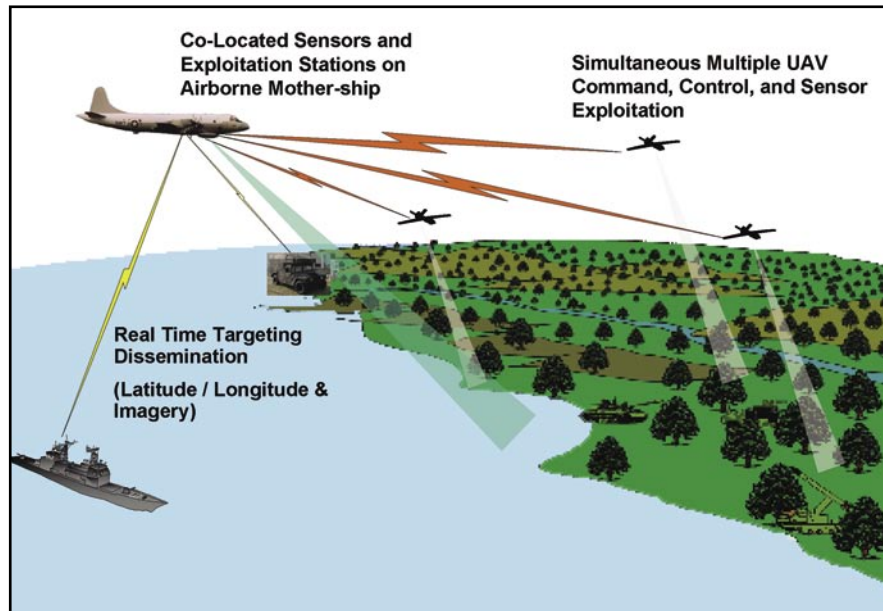 Co-Located Sensors and
Exploitation Stations on
Airborne Mother-ship
Simultaneous Multiple UAV
Command, Control, and Sensor
Exploitation
Real Time Targeting
Dissemination
(Latitude / Longitude &
Imagery)